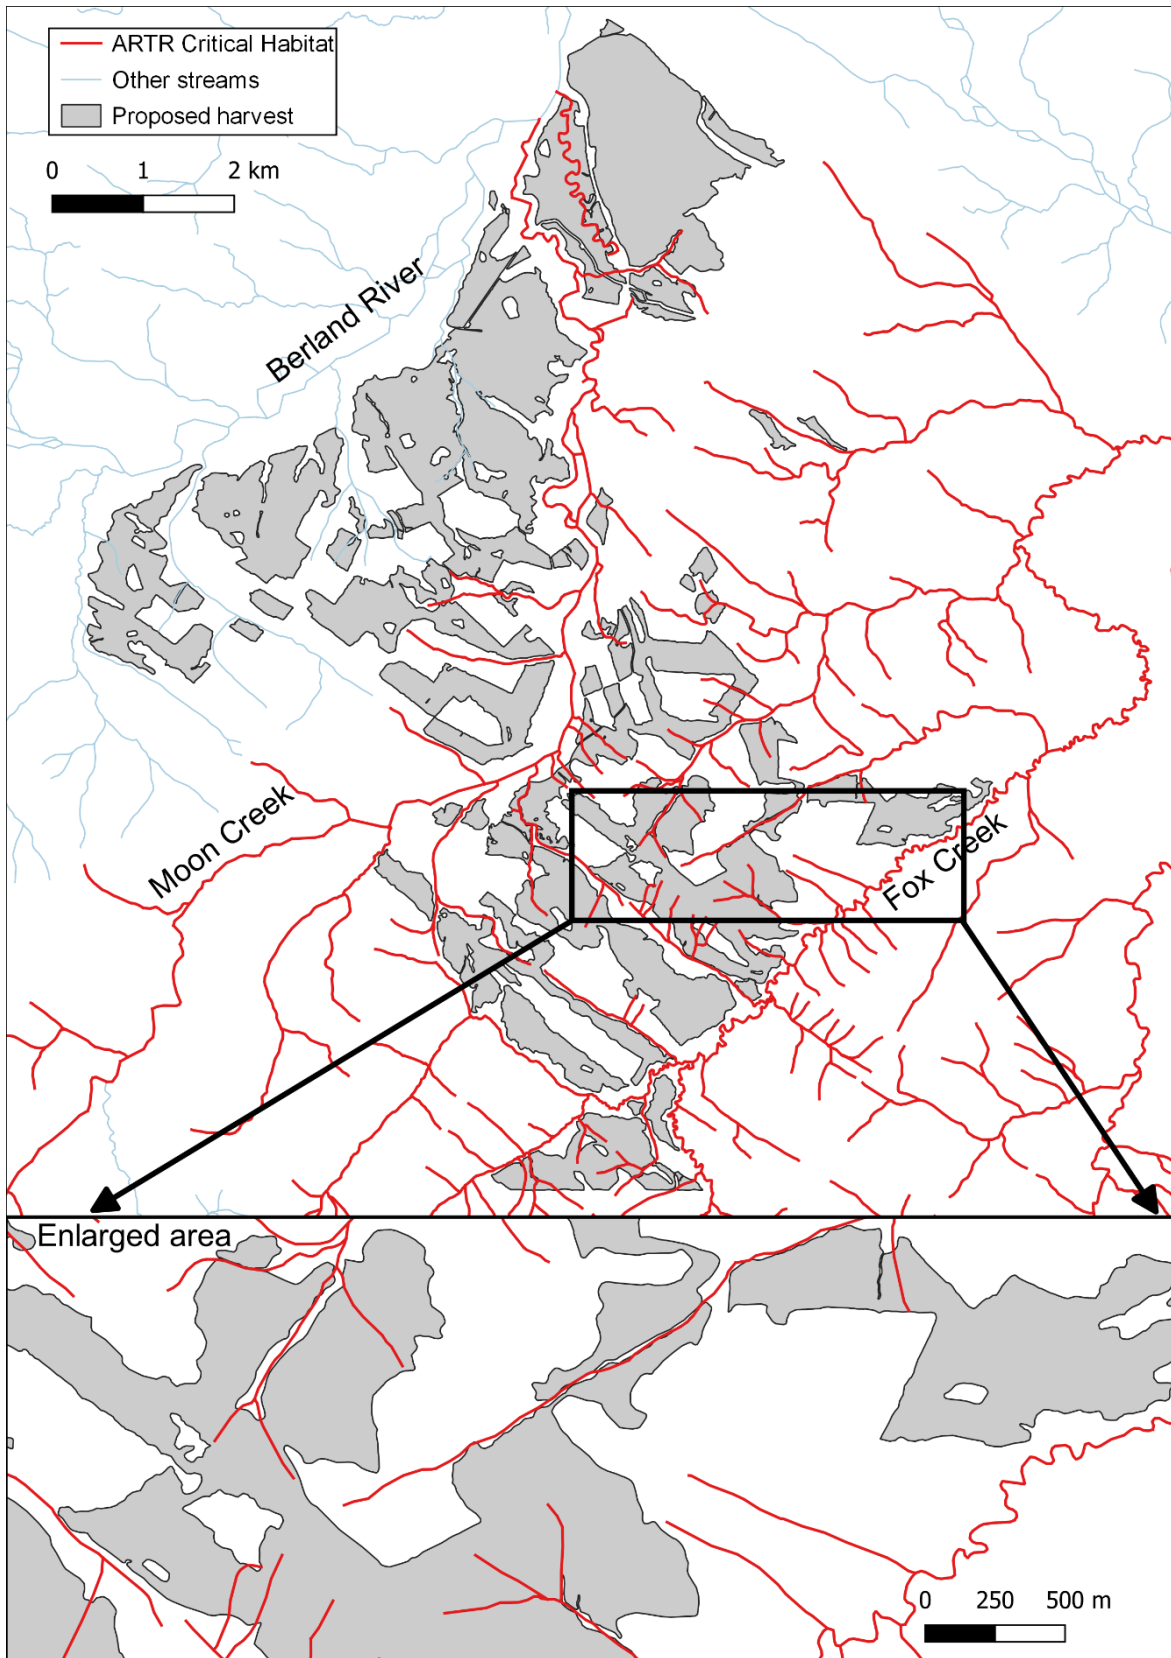 ARTR Critical Habitat
Other streams
Proposed harvest
0 1 2 km
Berland River
Moon Creek
Fox Creek
Enlarged area
0 250 500 m